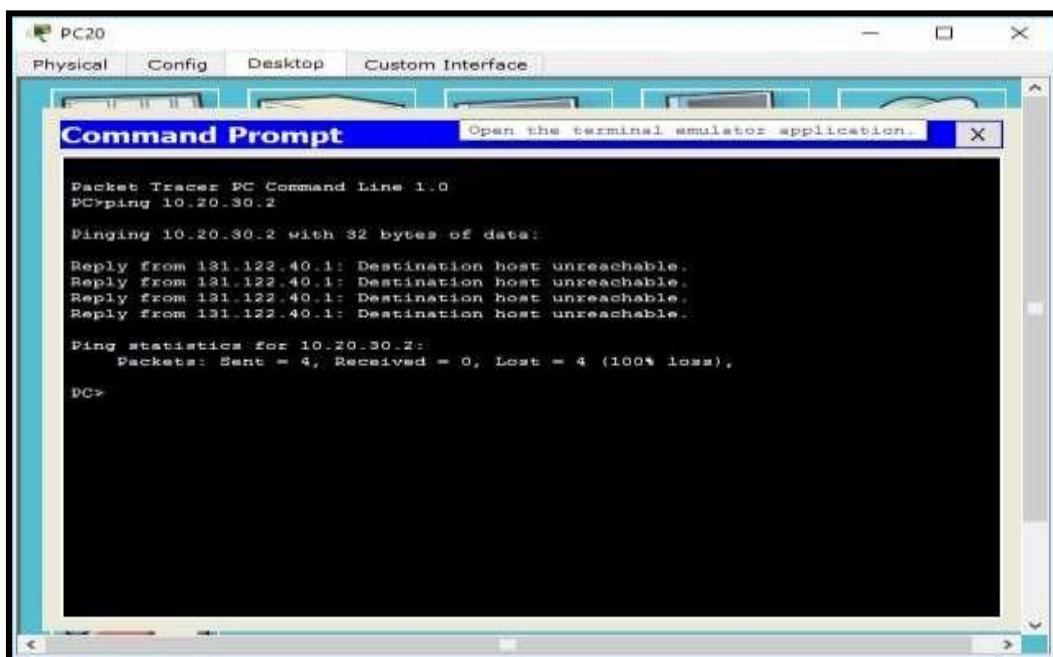 PC20
Physical Config Desktop Custom Interface
Command Prompt
Open the terminal emulator application.
X
Packet Tracer PC Command Line 1.0
PC>ping 10.20.30.2
Pinging 10.20.30.2 with 32 bytes of data:
Reply from 131.122.40.1: Destination host unreachable.
Reply from 131.122.40.1: Destination host unreachable.
Reply from 131.122.40.1: Destination host unreachable.
Reply from 131.122.40.1: Destination host unreachable.
Ping statistics for 10.20.30.2:
Packets: Sent = 4, Received = 0, Lost = 4 (100% loss),
PC>